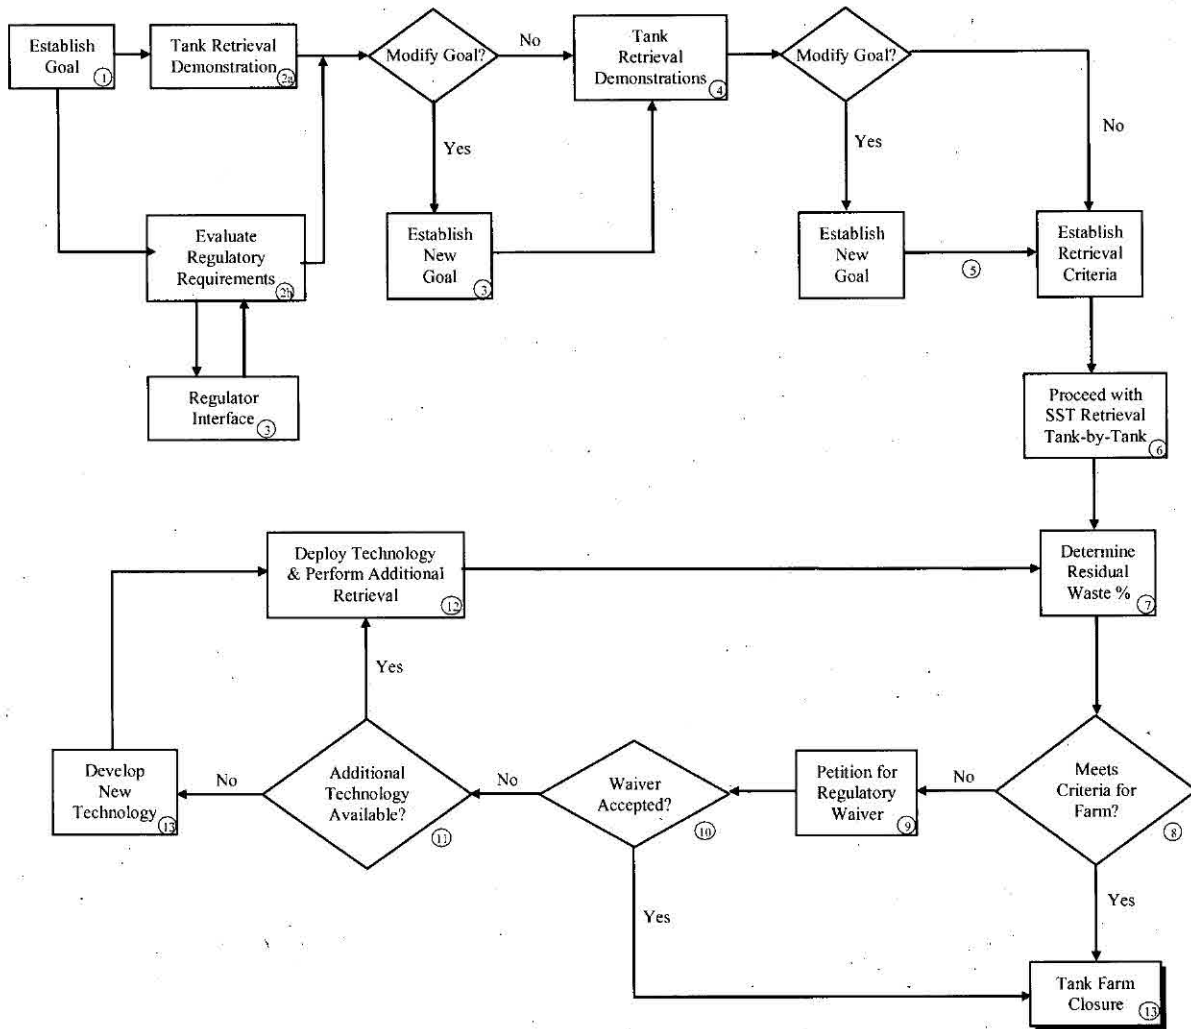 Establish
Goal
1
Tank Retrieval
Demonstration
2a
Modify Goal?
No
Tank
Retrieval
Demonstrations
4
Modify Goal?
No
Yes
Yes
Evaluate
Regulatory
Requirements
2b
Establish
New
Goal
3
Establish
New
Goal
5
Establish
Retrieval
Criteria
Regulator
Interface
3
Proceed with
SST Retrieval
Tank-by-Tank
6
Deploy Technology
& Perform Additional
Retrieval
12
Determine
Residual
Waste %
7
Yes
Develop
New
Technology
13
No
Additional
Technology
Available?
11
No
Waiver
Accepted?
10
Petition for
Regulatory
Waiver
9
No
Meets
Criteria for
Farm?
8
Yes
Yes
Tank Farm
Closure
13